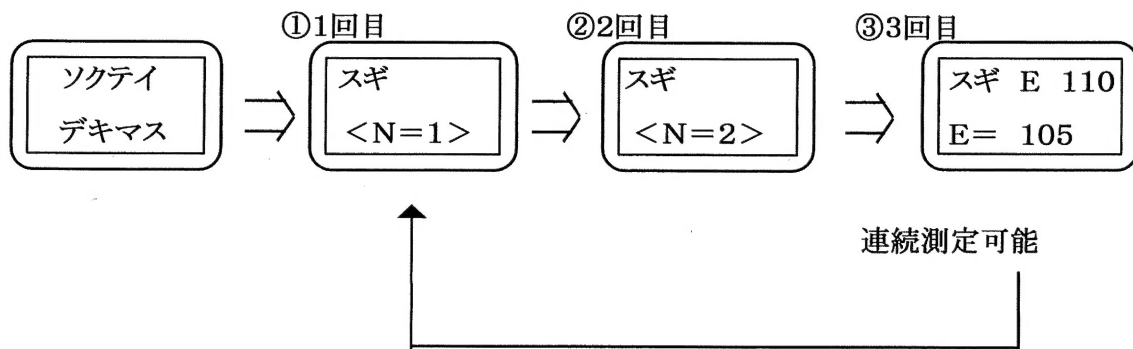 ①1回目
②2回目
③3回目
ソクテイ
デキマス
スギ
<N=1>
スギ
<N=2>
スギ E 110
E= 105
連続測定可能